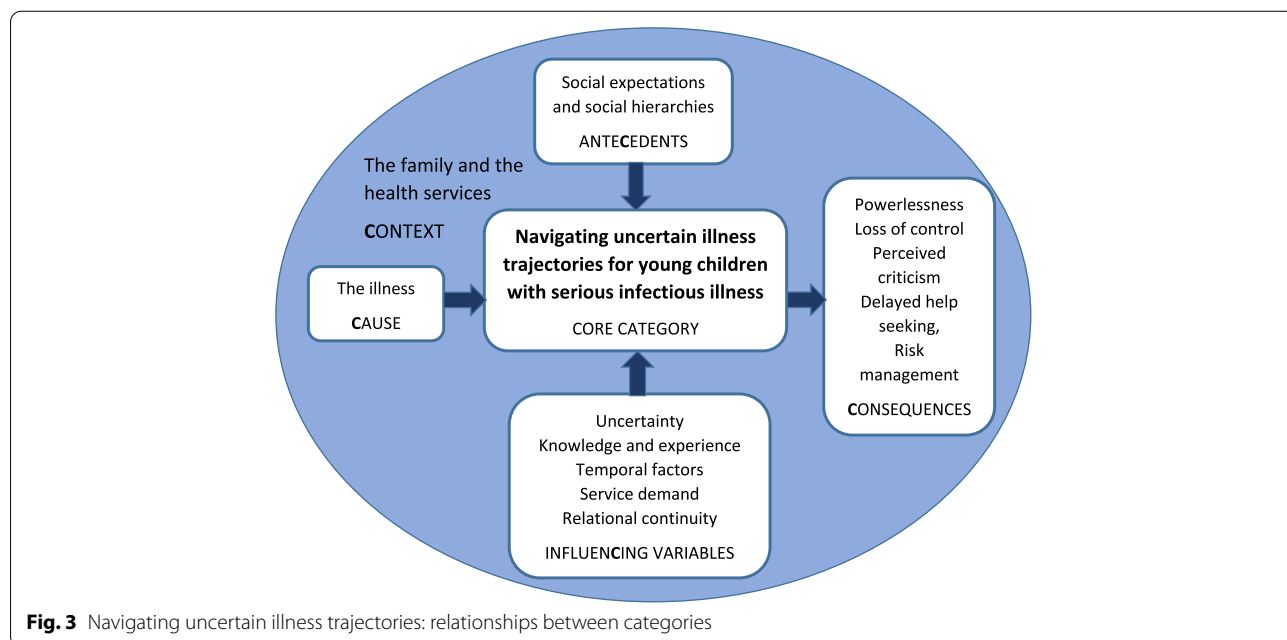 Social expectations
and social hierarchies
ANTECEDENTS
The family and the
health services
CONTEXT
The illness
CAUSE
Navigating uncertain illness
trajectories for young children
with serious infectious illness
CORE CATEGORY
Powerlessness
Loss of control
Perceived
criticism
Delayed help
seeking,
Risk
management
CONSEQUENCES
Uncertainty
Knowledge and experience
Temporal factors
Service demand
Relational continuity
INFLUENCING VARIABLES
Fig. 3 Navigating uncertain illness trajectories: relationships between categories